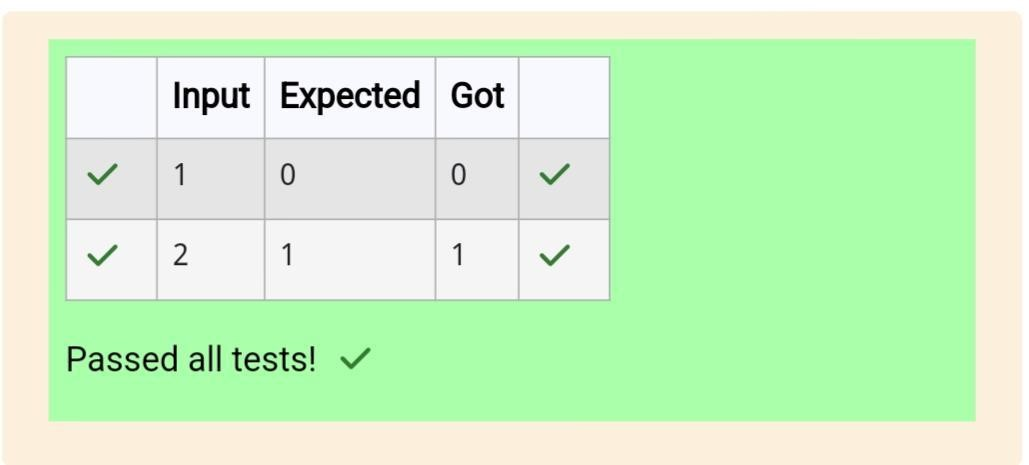 Input Expected Got
✓ 1 0 0 ✓
✓ 2 1 1 ✓
Passed all tests! ✓